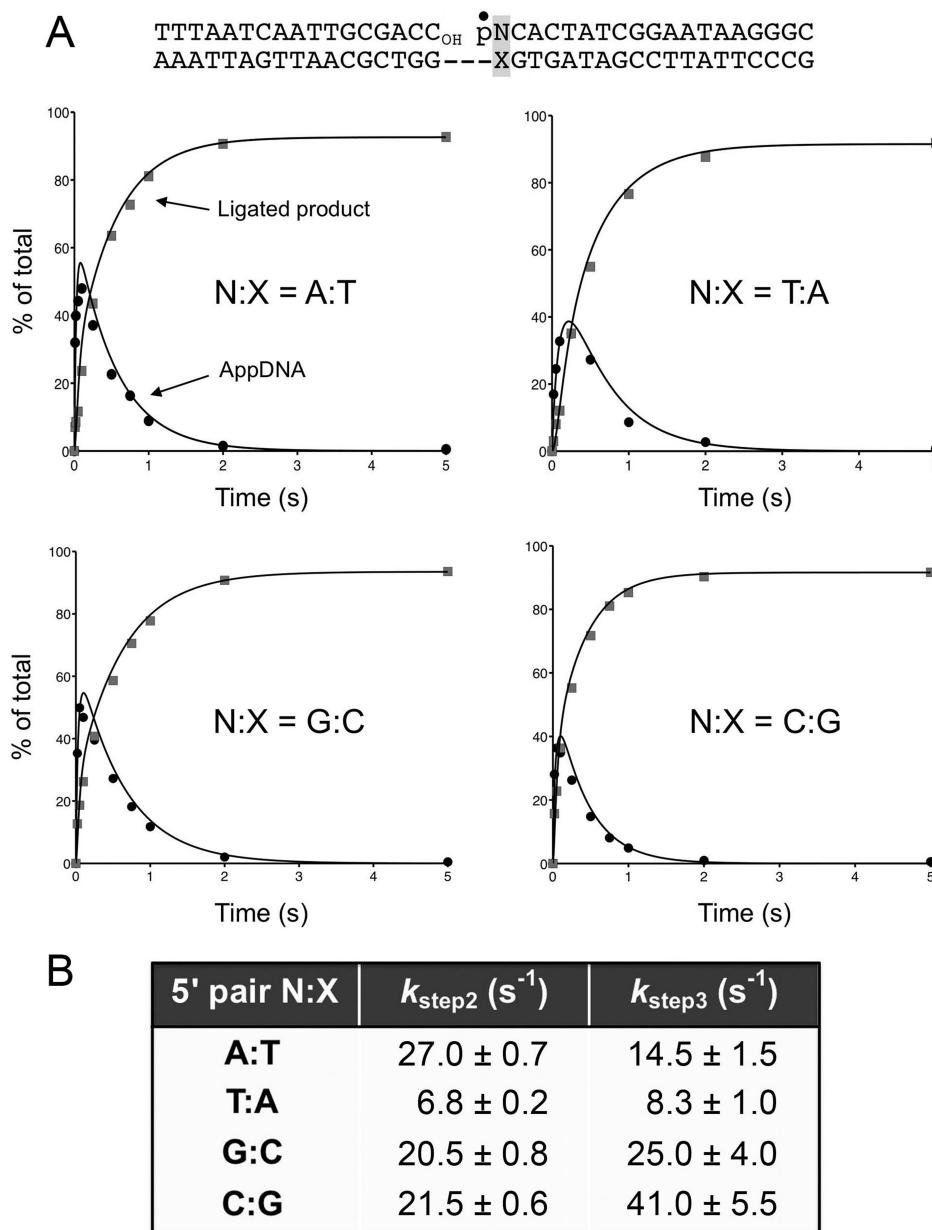 A
TTTAATCAATTGCGACCOH pNCACTATCGGAATAAGGGC
AAATTAGTTAACGCTGG---XGTGATAGCCTTATTCCCG
100
80
60
40
20
0
% of total
Ligated product
N:X = A:T
AppDNA
0 1 2 3 4 5
Time (s)
100
80
60
40
20
0
N:X = T:A
0 1 2 3 4 5
Time (s)
100
80
60
40
20
0
% of total
N:X = G:C
0 1 2 3 4 5
Time (s)
100
80
60
40
20
0
N:X = C:G
0 1 2 3 4 5
Time (s)
B
5' pair N:X kstep2 (s-1) kstep3 (s-1)
A:T 27.0 ± 0.7 14.5 ± 1.5
T:A 6.8 ± 0.2 8.3 ± 1.0
G:C 20.5 ± 0.8 25.0 ± 4.0
C:G 21.5 ± 0.6 41.0 ± 5.5